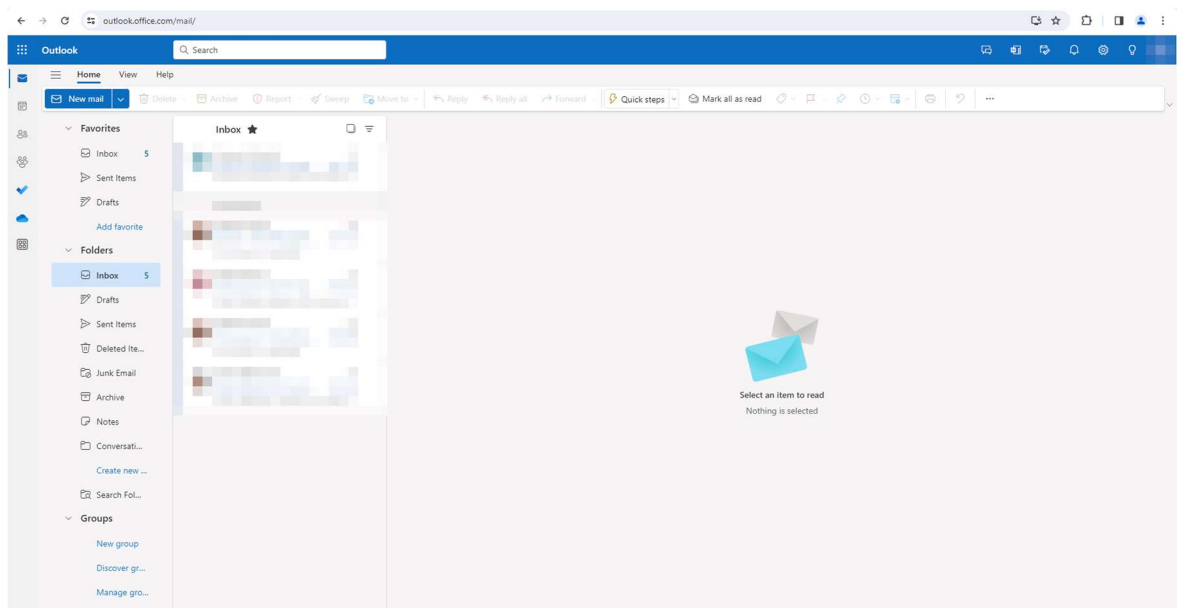 outlook.office.com/mail/
Outlook
Search
Home View Help
New mail Delete Archive Report Sweep Move to Reply Reply all Forward Quick steps Mark all as read ...
Favorites
Inbox 5
Sent Items
Drafts
Add favorite
Folders
Inbox 5
Drafts
Sent Items
Deleted Ite...
Junk Email
Archive
Notes
Conversati...
Create new ...
Search Fol...
Groups
New group
Discover gr...
Manage gro...
Inbox
Select an item to read
Nothing is selected